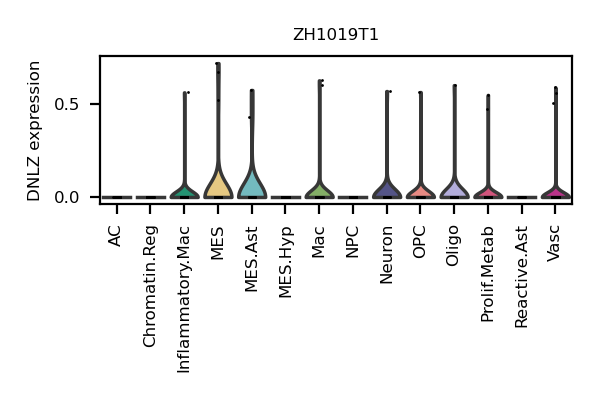 ZH1019T1
DNLZ expression
0.5
0.0
AC
Chromatin.Reg
Inflammatory.Mac
MES
MES.Ast
MES.Hyp
Mac
NPC
Neuron
OPC
Oligo
Prolif.Metab
Reactive.Ast
Vasc